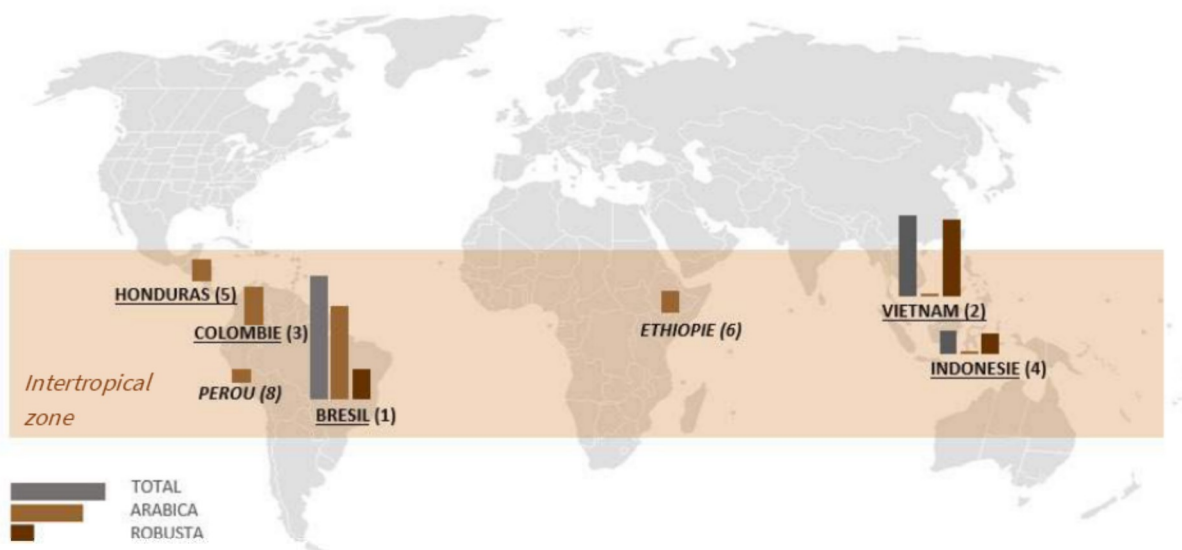 HONDURAS (5)
COLOMBIE (3)
PEROU (8)
BRESIL (1)
ETHIOPIE (6)
VIETNAM (2)
INDONESIE (4)
Intertropical
zone
TOTAL
ARABICA
ROBUSTA